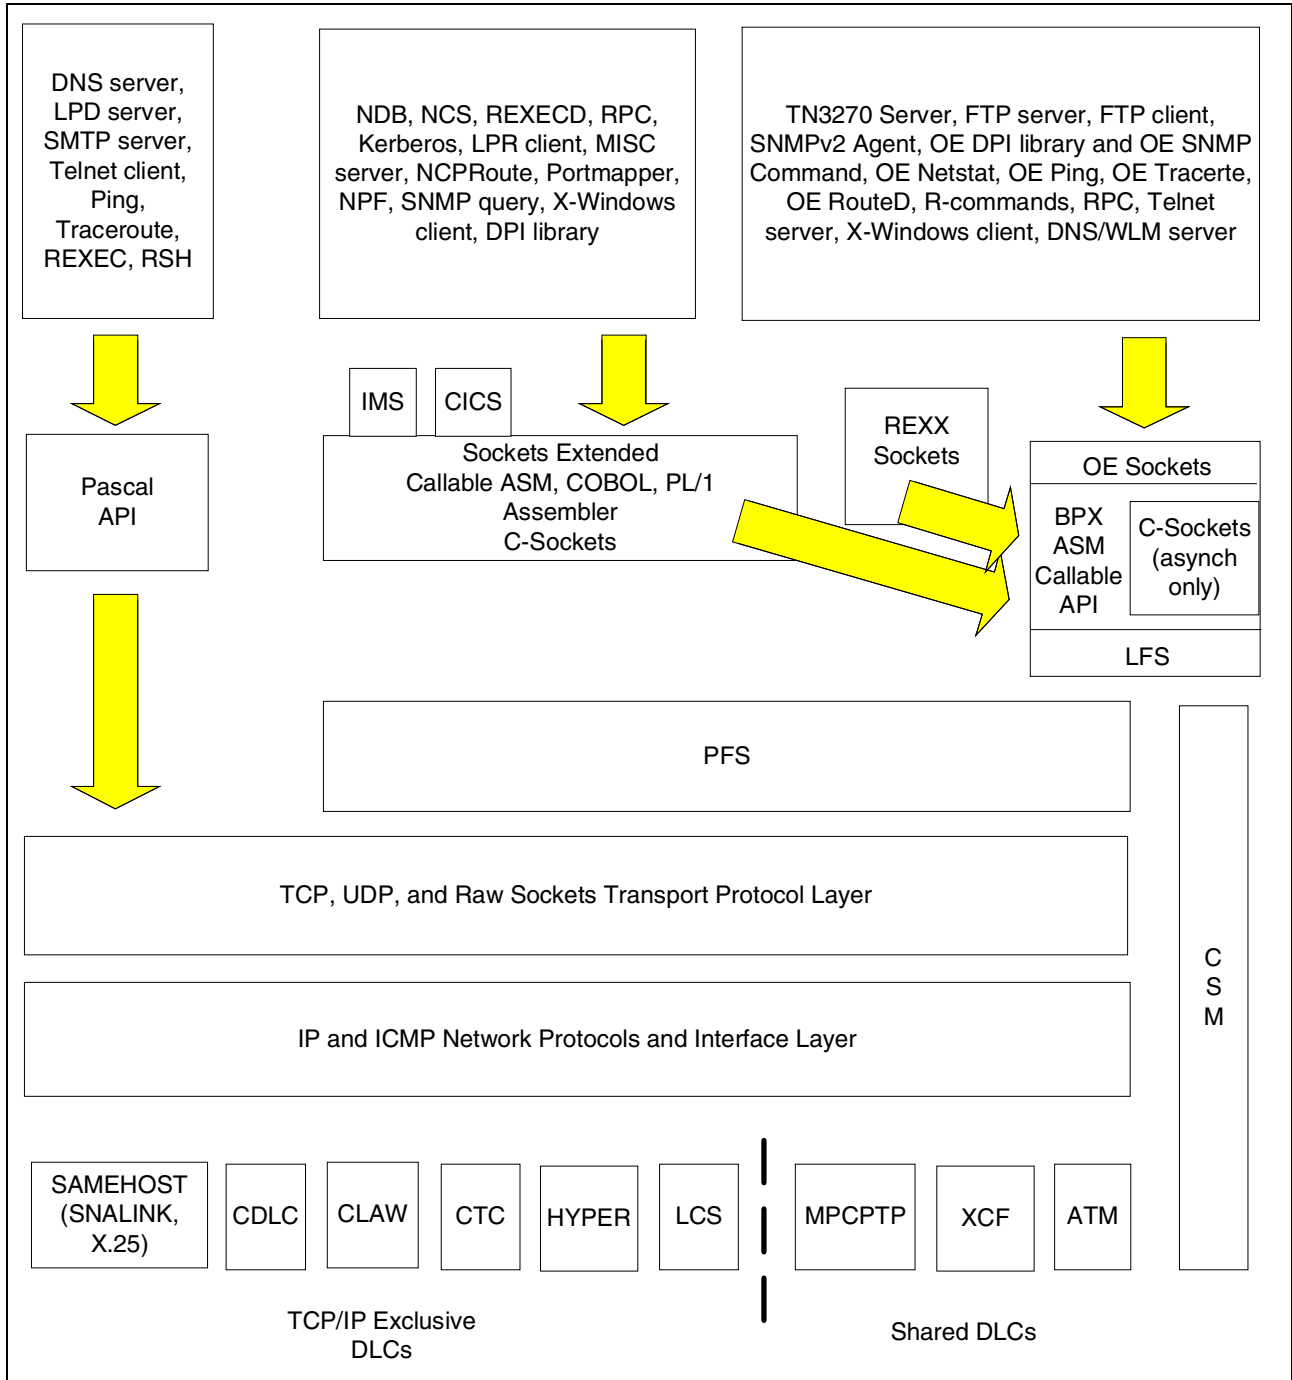 DNS server,
LPD server,
SMTP server,
Telnet client,
Ping,
Traceroute,
REXEC, RSH
NDB, NCS, REXECD, RPC,
Kerberos, LPR client, MISC
server, NCPRoute, Portmapper,
NPF, SNMP query, X-Windows
client, DPI library
TN3270 Server, FTP server, FTP client,
SNMPv2 Agent, OE DPI library and OE SNMP
Command, OE Netstat, OE Ping, OE Tracerte,
OE RouteD, R-commands, RPC, Telnet
server, X-Windows client, DNS/WLM server
IMS
CICS
Pascal
API
Sockets Extended
Callable ASM, COBOL, PL/1
Assembler
C-Sockets
REXX
Sockets
OE Sockets
BPX
ASM
Callable
API
C-Sockets
(asynch
only)
LFS
PFS
TCP, UDP, and Raw Sockets Transport Protocol Layer
IP and ICMP Network Protocols and Interface Layer
C
S
M
SAMEHOST
(SNALINK,
X.25)
CDLC
CLAW
CTC
HYPER
LCS
MPCPTP
XCF
ATM
TCP/IP Exclusive
DLCs
Shared DLCs